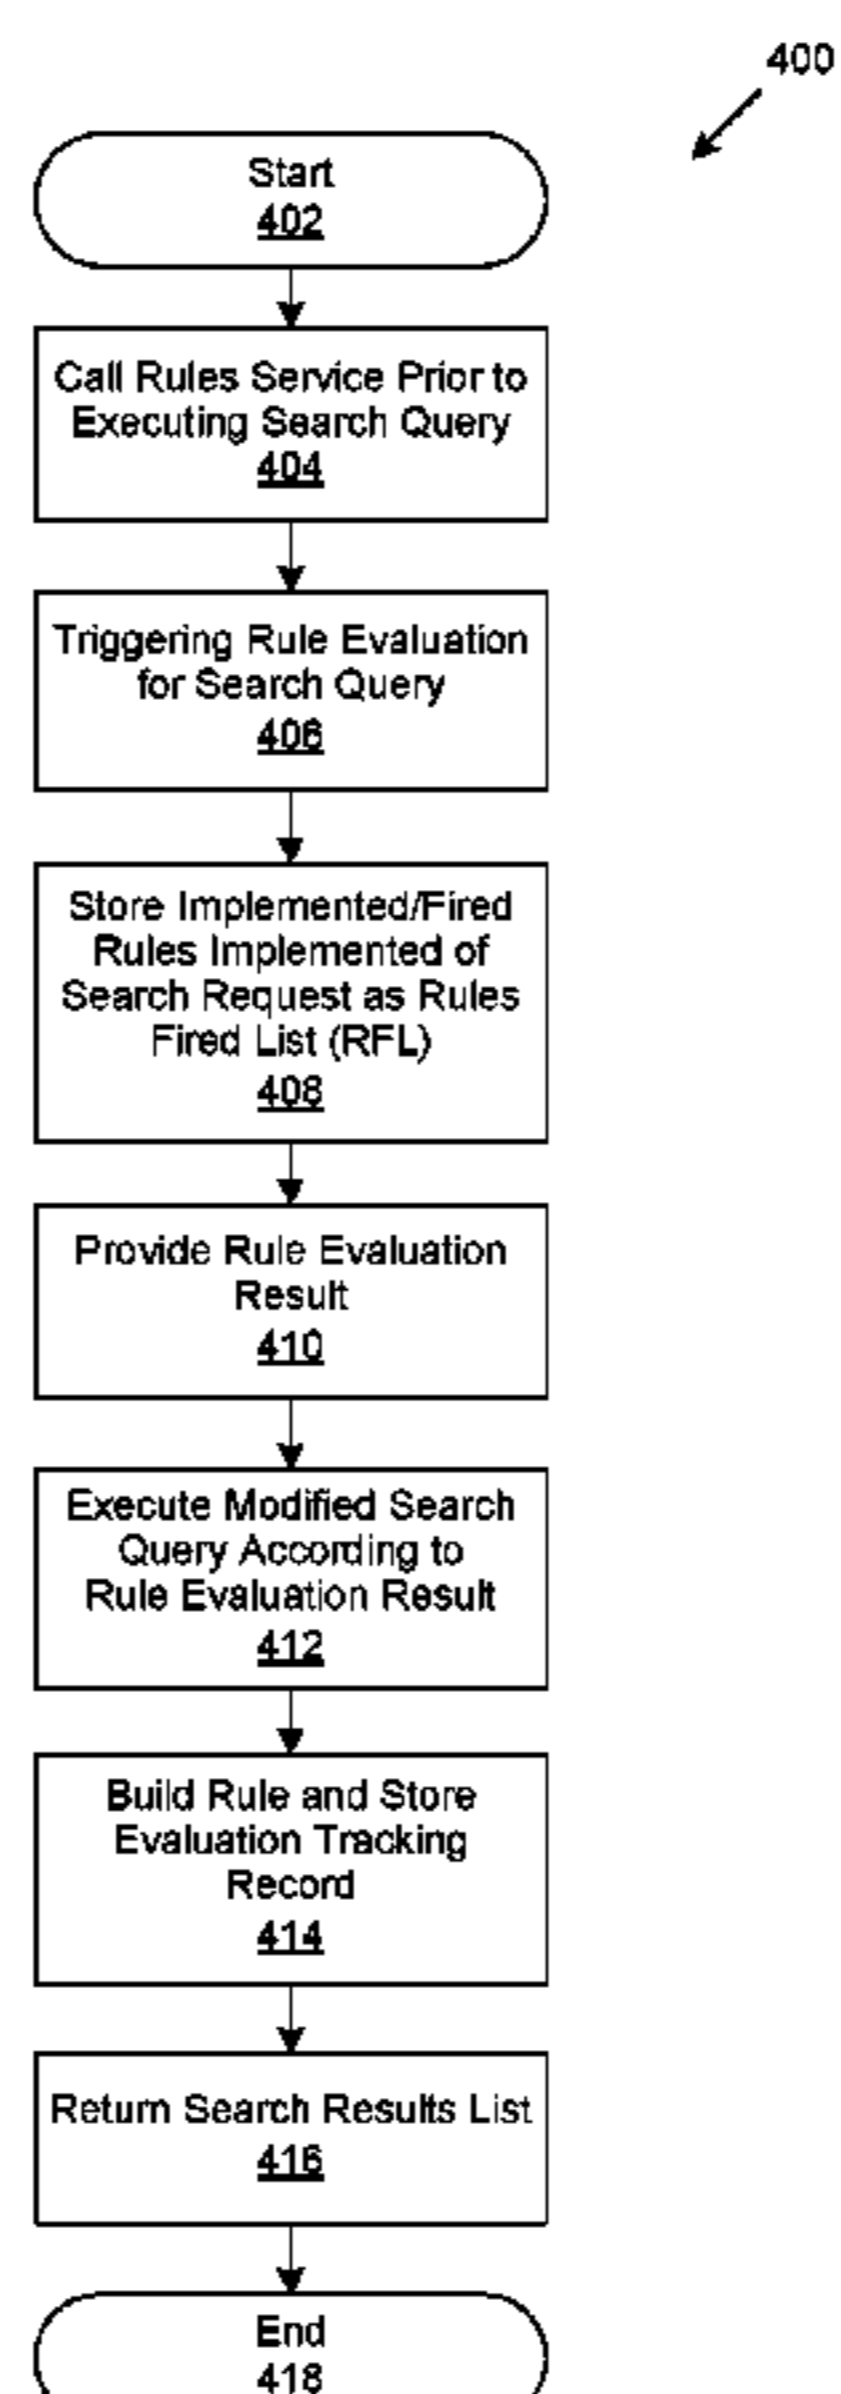 400
Start
402
Call Rules Service Prior to
Executing Search Query
404
Triggering Rule Evaluation
for Search Query
406
Store Implemented/Fired
Rules Implemented of
Search Request as Rules
Fired List (RFL)
408
Provide Rule Evaluation
Result
410
Execute Modified Search
Query According to
Rule Evaluation Result
412
Build Rule and Store
Evaluation Tracking
Record
414
Return Search Results List
416
End
418